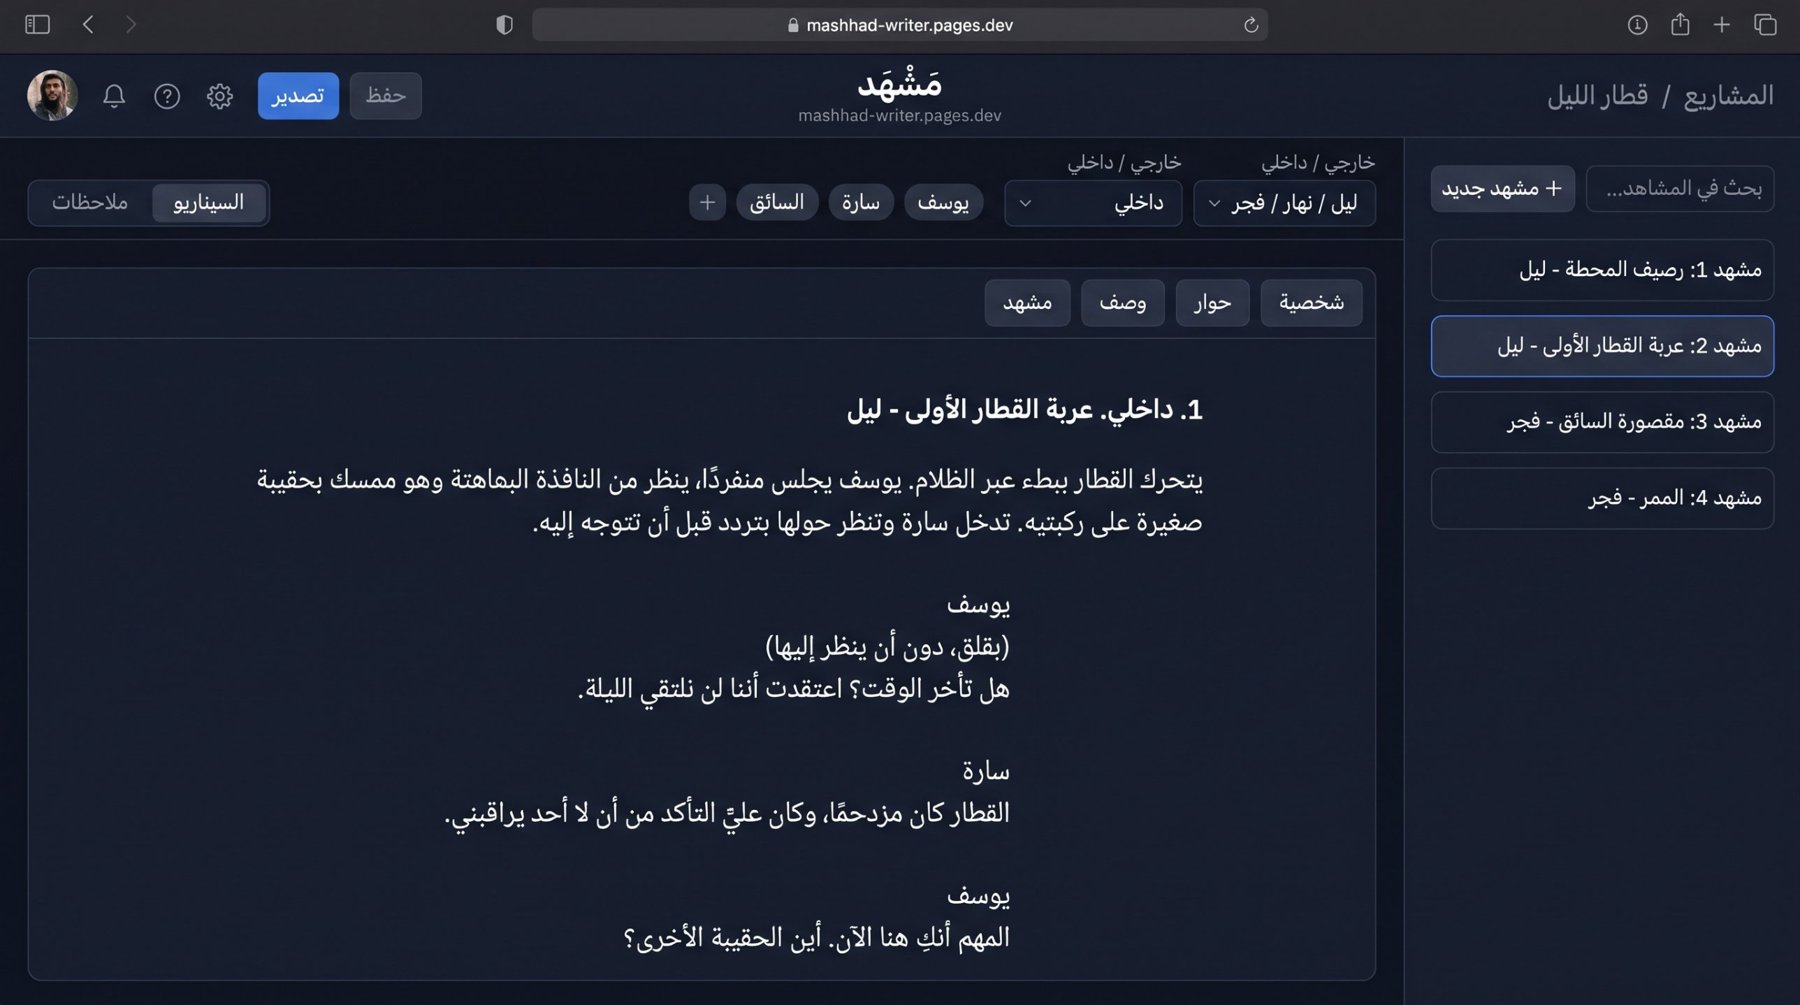 mashhad-writer.pages.dev
المشاريع / قطار الليل
مَشْهَد
mashhad-writer.pages.dev
حفظ
تصدير
بحث في المشاهد...
+ مشهد جديد
مشهد 1: رصيف المحطة - ليل
مشهد 2: عربة القطار الأولى - ليل
مشهد 3: مقصورة السائق - فجر
مشهد 4: الممر - فجر
خارجي / داخلي
ليل / نهار / فجر
خارجي / داخلي
داخلي
يوسف
سارة
السائق
+
السيناريو
ملاحظات
شخصية
حوار
وصف
مشهد
1. داخلي. عربة القطار الأولى - ليل
يتحرك القطار ببطء عبر الظلام. يوسف يجلس منفردًا، ينظر من النافذة البهاهتة وهو ممسك بحقيبة
صغيرة على ركبتيه. تدخل سارة وتنظر حولها بتردد قبل أن تتوجه إليه.
يوسف
(بقلق، دون أن ينظر إليها)
هل تأخر الوقت؟ اعتقدت أننا لن نلتقي الليلة.
سارة
القطار كان مزدحمًا، وكان عليَّ التأكد من أن لا أحد يراقبني.
يوسف
المهم أنكِ هنا الآن. أين الحقيبة الأخرى؟